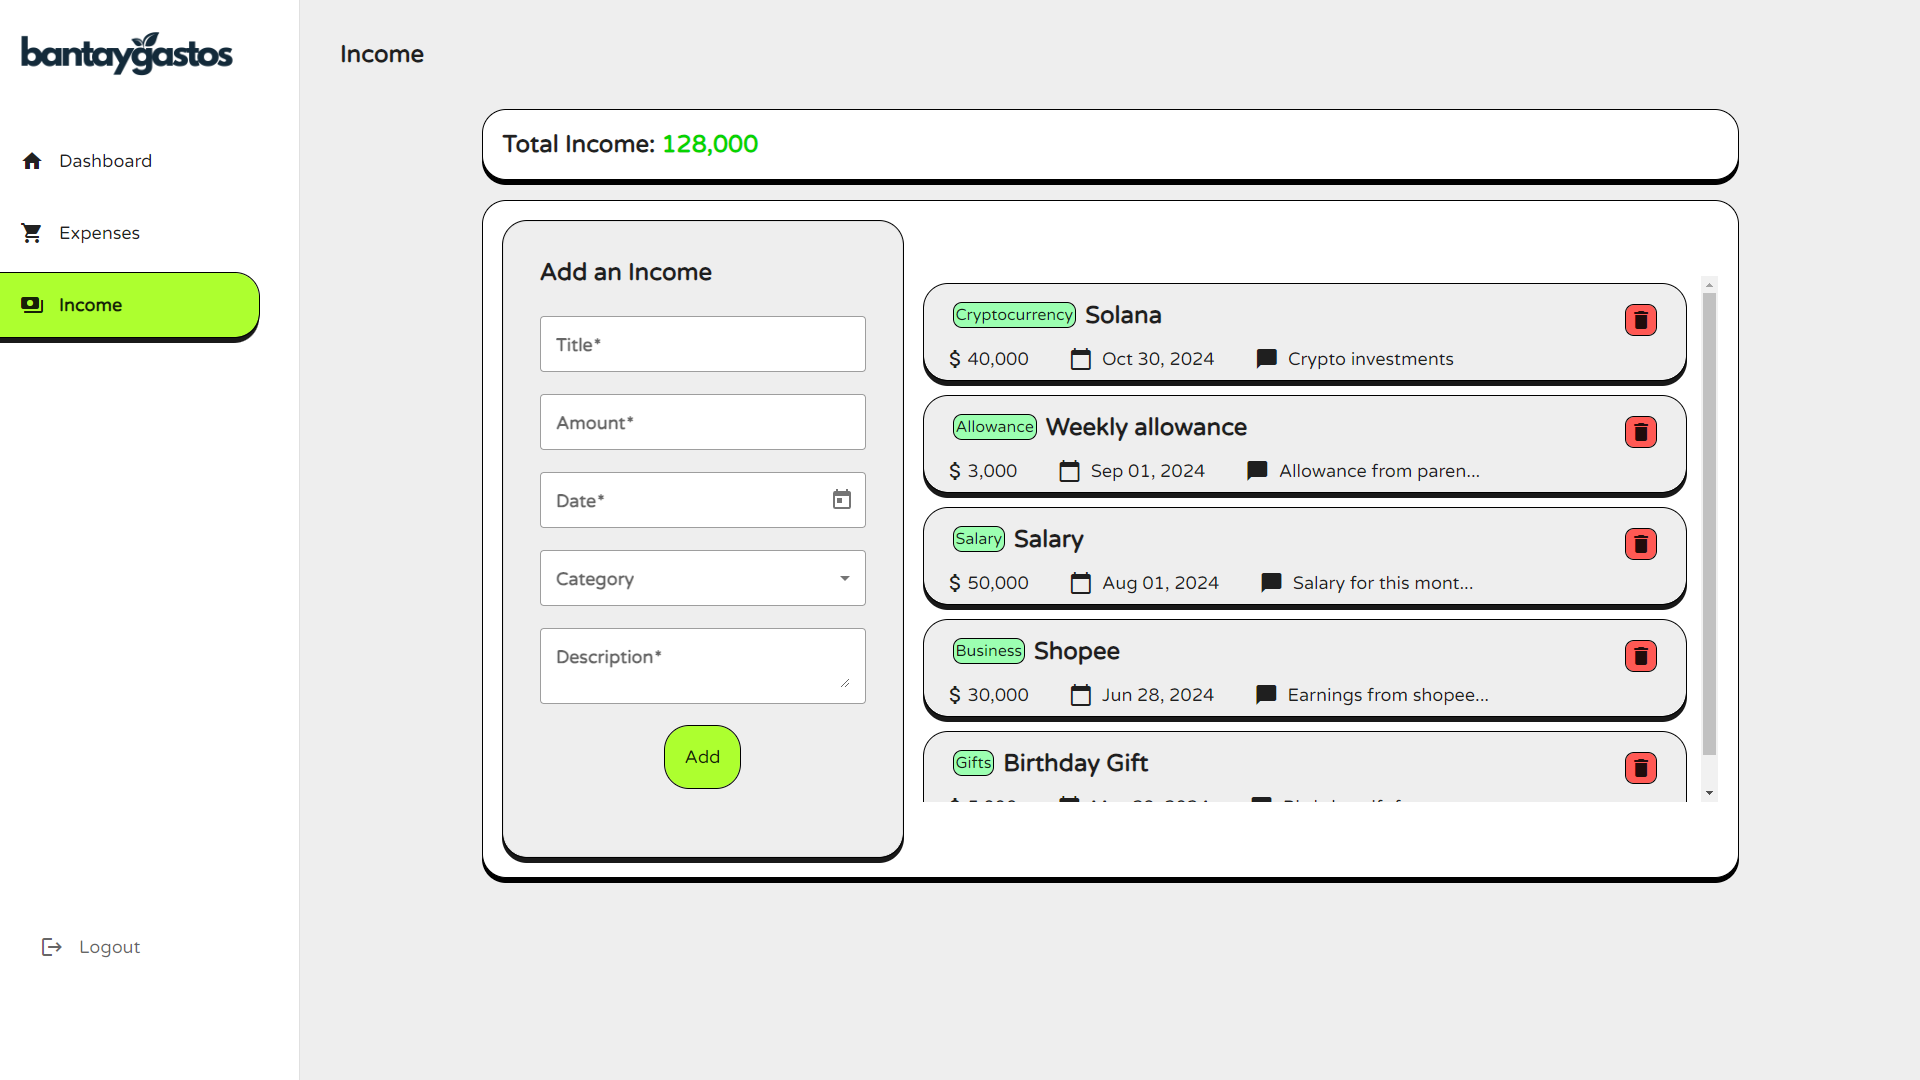 bantaygastos
Income
Dashboard
Expenses
Income
Logout
Total Income: 128,000
Add an Income
Title*
Amount*
Date*
Category
Description*
Add
Cryptocurrency Solana
$ 40,000 Oct 30, 2024 Crypto investments
Allowance Weekly allowance
$ 3,000 Sep 01, 2024 Allowance from paren...
Salary Salary
$ 50,000 Aug 01, 2024 Salary for this mont...
Business Shopee
$ 30,000 Jun 28, 2024 Earnings from shopee...
Gifts Birthday Gift